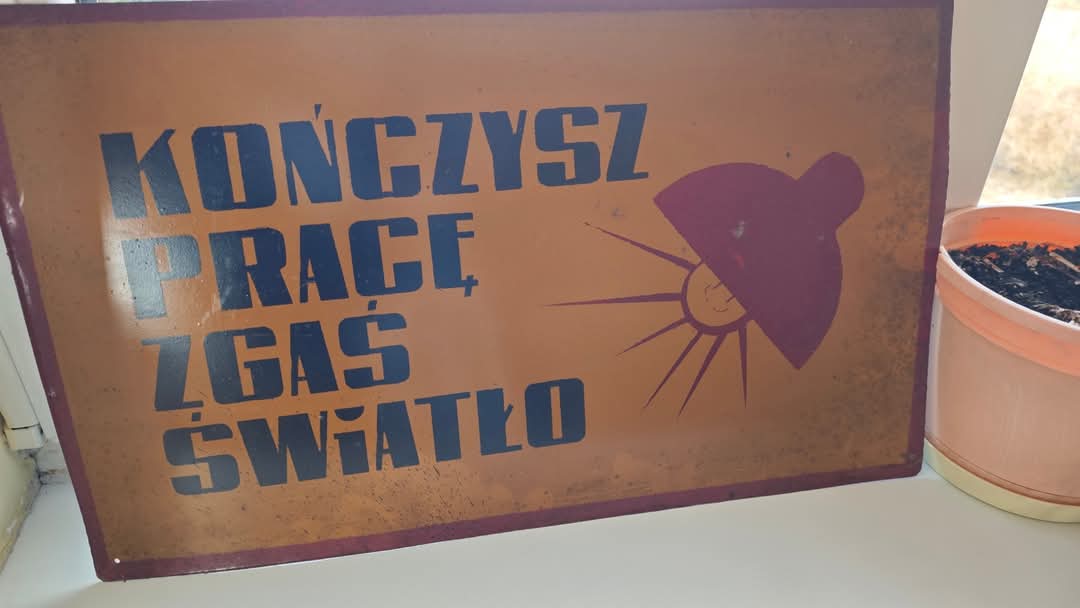 KOŃCZYSZ
PRACĘ
ZGAŚ
ŚWiATŁO